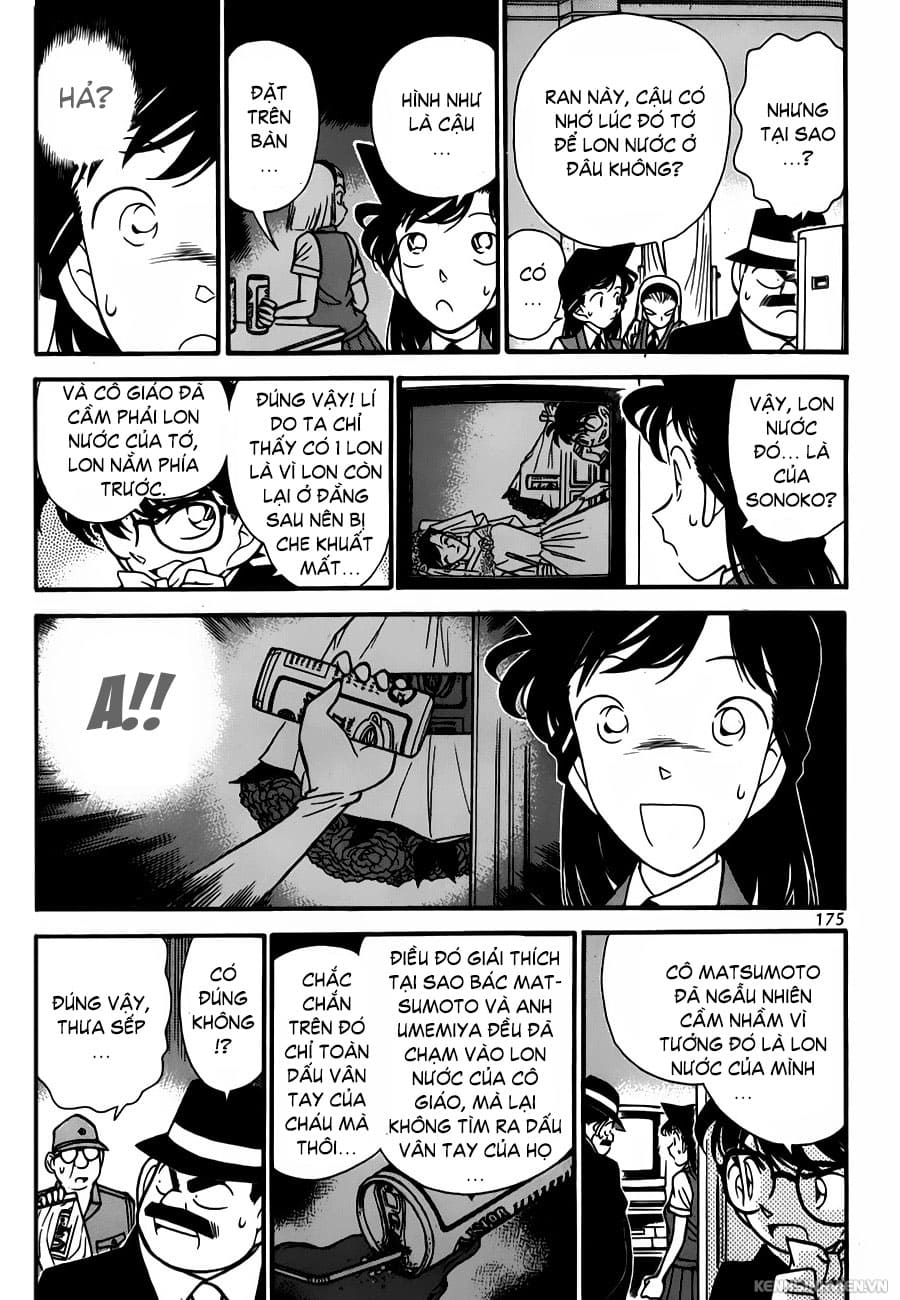 NHƯNG
TẠI SAO
...?
RAN NÀY, CẬU CÓ
NHỚ LÚC ĐÓ TỚ
ĐỂ LON NƯỚC Ở
ĐÂU KHÔNG?
CÓ
...
HÌNH NHƯ
LÀ CẬU
...
ĐẶT
TRÊN
BÀN
...
HẢ?
VẬY, LON
NƯỚC
ĐÓ... LÀ
CỦA
SONOKO?
ĐÚNG VẬY! LÍ
DO TA CHỈ
THẤY CÓ 1 LON
LÀ VÌ LON CÒN
LẠI Ở ĐẰNG
SAU NÊN BỊ
CHE KHUẤT
MẤT...
VÀ CÔ GIÁO ĐÃ
CẦM PHẢI LON
NƯỚC CỦA TỚ,
LON NẰM PHÍA
TRƯỚC.
A!!
175
CÔ MATSUMOTO
ĐÃ NGẪU NHIÊN
CẦM NHẦM VÌ
TƯỞNG ĐÓ LÀ LON
NƯỚC CỦA MÌNH
...
ĐIỀU ĐÓ GIẢI THÍCH
TẠI SAO BÁC MAT-
SUMOTO VÀ ANH
UMEMIYA ĐỀU ĐÃ
CHẠM VÀO LON
NƯỚC CỦA CÔ
GIÁO, MÀ LẠI
KHÔNG TÌM RA DẤU
VÂN TAY CỦA HỌ
...
CHẮC
CHẮN
TRÊN ĐÓ
CHỈ TOÀN
DẤU VÂN
TAY CỦA
CHÁU MÀ
THÔI...
CÓ
ĐÚNG
KHÔNG
!?
ĐÚNG VẬY,
THƯA SẾP
...